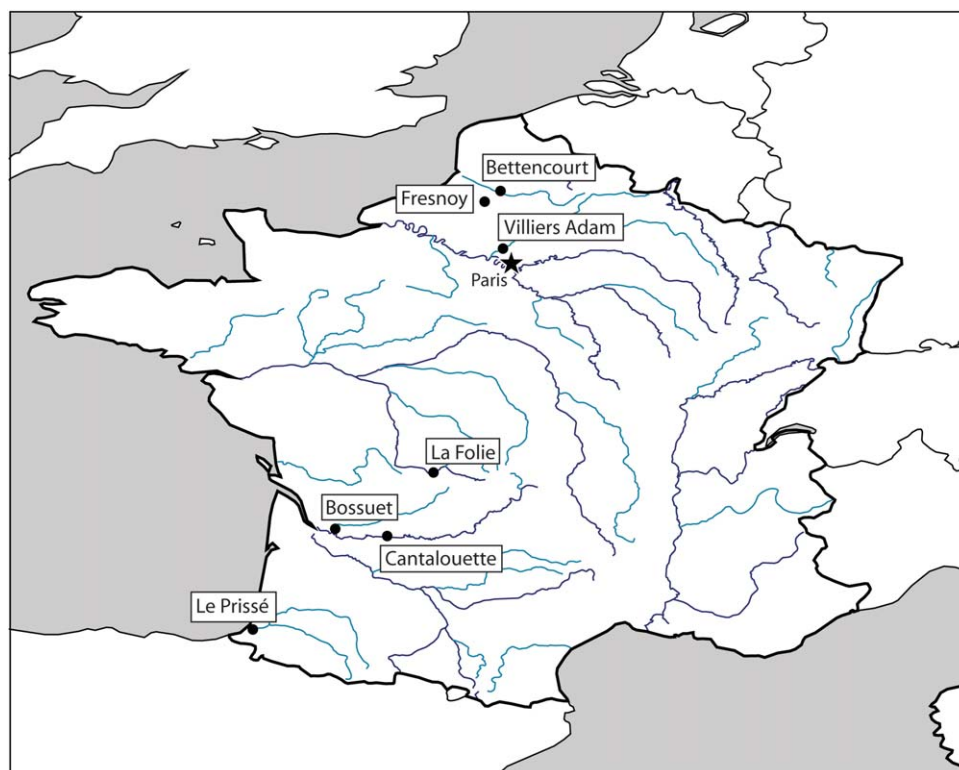 Bettencourt
Fresnoy
Villiers Adam
Paris
La Folie
Bossuet
Cantalouette
Le Prissé